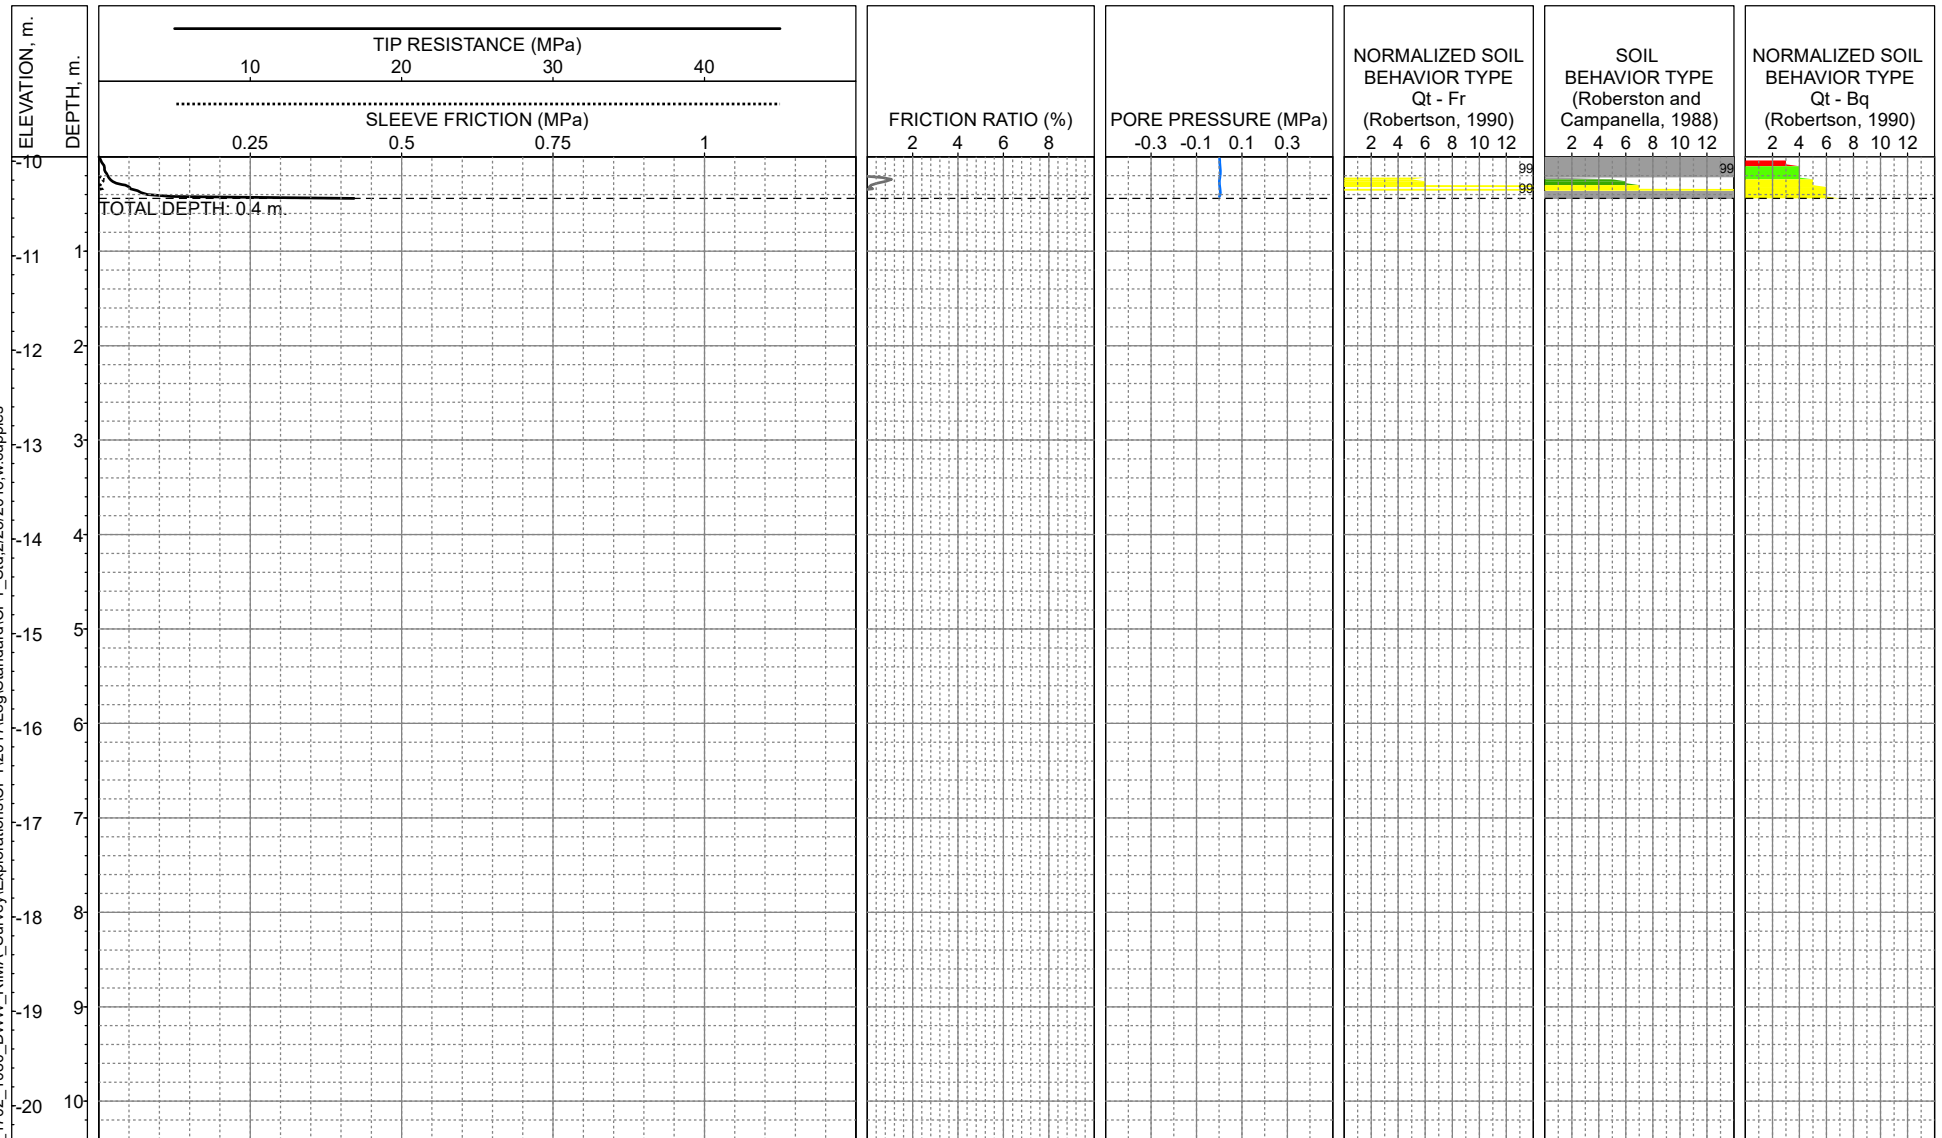 ELEVATION, m.
DEPTH, m.
TIP RESISTANCE (MPa)
10 20 30 40
SLEEVE FRICTION (MPa)
0.25 0.5 0.75 1
FRICTION RATIO (%)
2 4 6 8
PORE PRESSURE (MPa)
-0.3 -0.1 0.1 0.3
NORMALIZED SOIL
BEHAVIOR TYPE
Qt - Fr
(Robertson, 1990)
2 4 6 8 10 12
SOIL
BEHAVIOR TYPE
(Roberston and
Campanella, 1988)
2 4 6 8 10 12
NORMALIZED SOIL
BEHAVIOR TYPE
Qt - Bq
(Robertson, 1990)
2 4 6 8 10 12
-10
99
99
99
TOTAL DEPTH: 0.4 m.
-11 1
-12 2
-13 3
-14 4
-15 5
-16 6
-17 7
-18 8
-19 9
-20 10